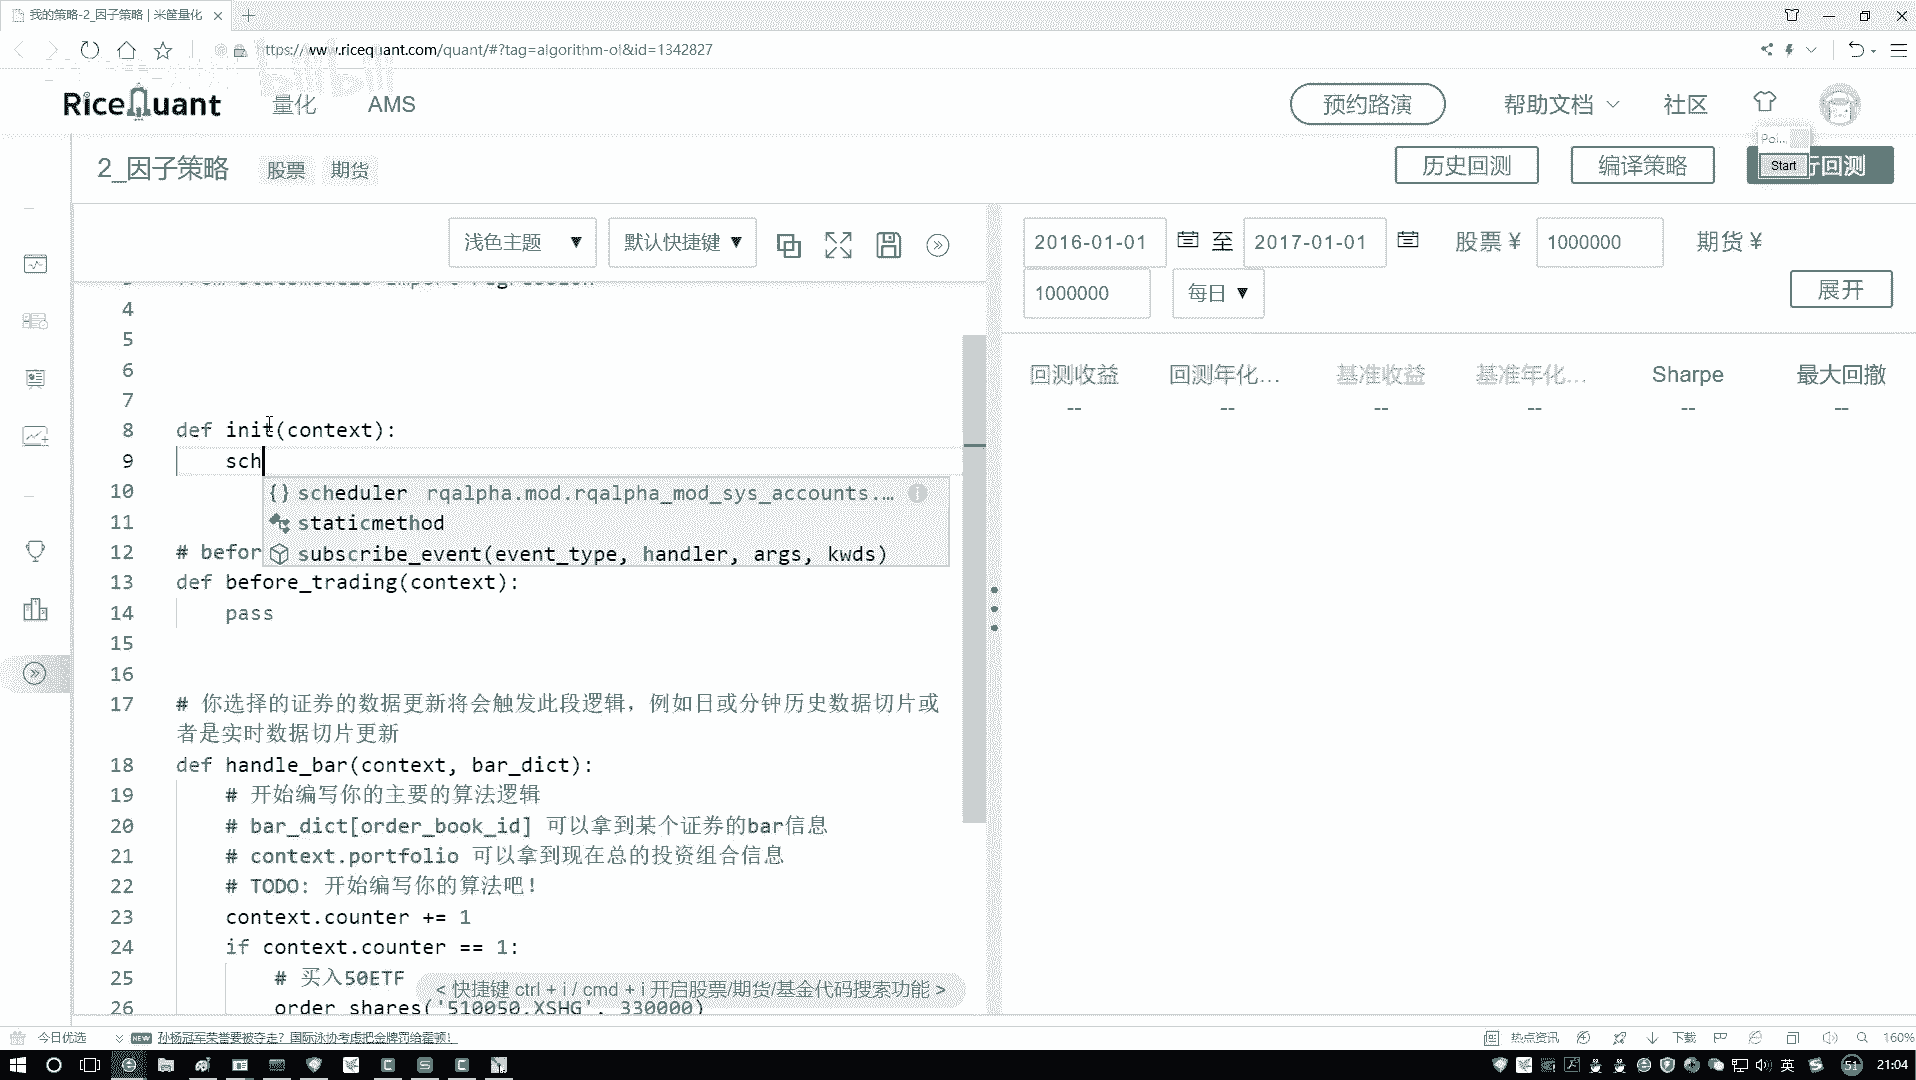 我的策略-2_因子策略 | 米筐量化
ttps://www.ricequant.com/quant/#?tag=algorithm-ol&id=1342827
bilibili
RiceQuant 量化 AMS 预约路演 帮助文档 社区
Poi...
2_因子策略 股票 期货 历史回测 编译策略 Start 行回测
浅色主题 ▼ 默认快捷键 ▼
2016-01-01 至 2017-01-01 股票 ¥ 1000000 期货 ¥
1000000 每日 ▼ 展开
回测收益 回测年化... 基准收益 基准年化... Sharpe 最大回撤
-- -- -- -- -- --
4
5
6
7
8 def init(context):
9 sch
10 {} scheduler rqalpha.mod.rqalpha_mod_sys_accounts....
11 staticmethod
12 # befor subscribe_event(event_type, handler, args, kwds)
13 def before_trading(context):
14 pass
15
16
17 # 你选择的证券的数据更新将会触发此段逻辑，例如日或分钟历史数据切片或
者是实时数据切片更新
18 def handle_bar(context, bar_dict):
19 # 开始编写你的主要的算法逻辑
20 # bar_dict[order_book_id] 可以拿到某个证券的bar信息
21 # context.portfolio 可以拿到现在总的投资组合信息
22 # TODO: 开始编写你的算法吧！
23 context.counter += 1
24 if context.counter == 1:
25 # 买入50ETF
< 快捷键 ctrl + i / cmd + i 开启股票/期货/基金代码搜索功能 >
26 order_shares('510050.XSHG', 330000)
今日优选 NEW 孙杨冠军荣誉要被夺走？国际泳协考虑把金牌罚给霍顿！ 热点资讯 下载 160%
英 51 21:04